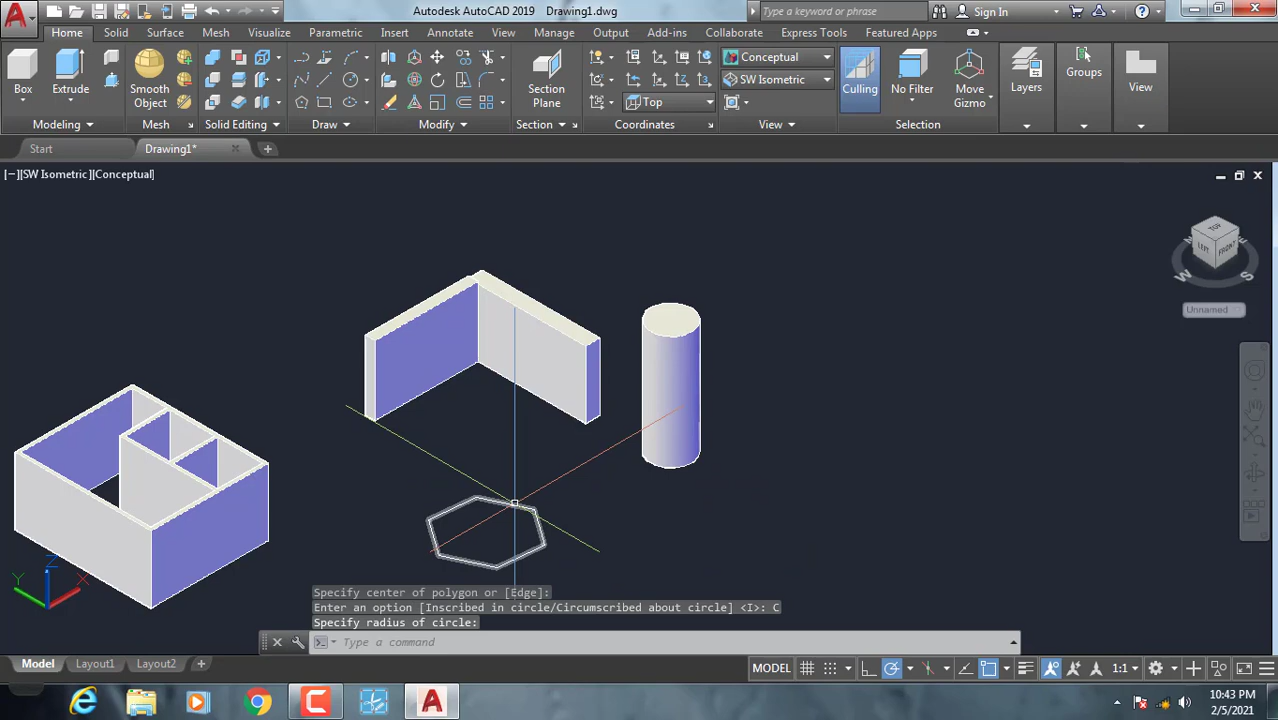 Autodesk AutoCAD 2019 Drawing1.dwg
Type a keyword or phrase
Sign In
Home Solid Surface Mesh Visualize Parametric Insert Annotate View Manage Output Add-ins Collaborate Express Tools Featured Apps
Box
Extrude
Smooth Object
Section Plane
Top
Conceptual
SW Isometric
Culling
No Filter
Move Gizmo
Layers
Groups
View
Modeling Mesh Solid Editing Draw Modify Section Coordinates View Selection
Start Drawing1*
[−][SW Isometric][Conceptual]
TOP
LEFT
FRONT
W
S
Unnamed
Z
Y
X
Specify center of polygon or [Edge]:
Enter an option [Inscribed in circle/Circumscribed about circle] <I>: C
Specify radius of circle:
Type a command
Model Layout1 Layout2
MODEL
1:1
10:43 PM
2/5/2021